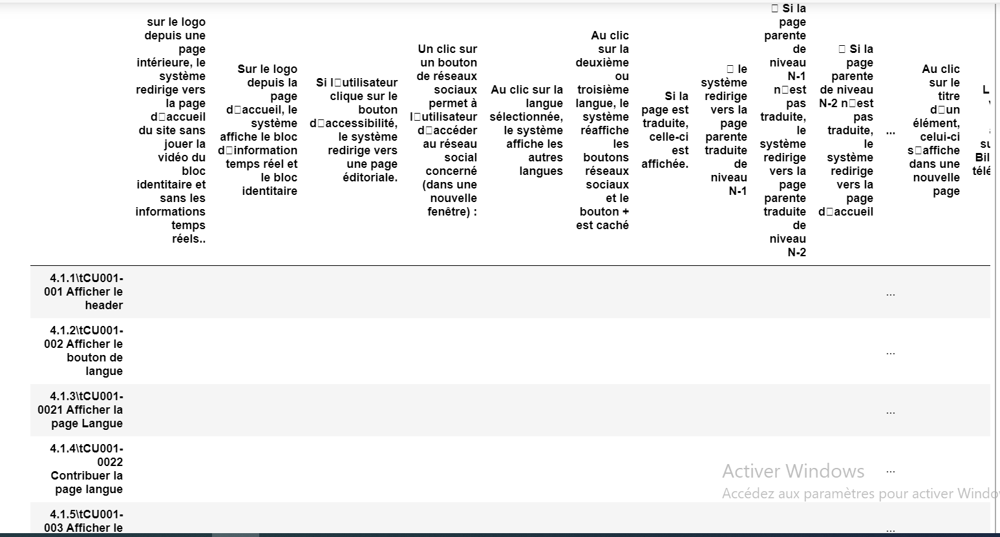 sur le logo
depuis une
page
intérieure, le
système
redirige vers
la page
d□accueil
du site sans
jouer la
vidéo du
bloc
identitaire et
sans les
informations
temps
réels..
Sur le logo
depuis la
page
d□accueil, le
système
affiche le bloc
d□information
temps réel et
le bloc
identitaire
Si l□utilisateur
clique sur le
bouton
d□accessibilité,
le système
redirige vers
une page
éditoriale.
Un clic sur
un bouton
de réseaux
sociaux
permet à
l□utilisateur
d□accéder
au réseau
social
concerné
(dans une
nouvelle
fenêtre) :
Au clic sur la
langue
sélectionnée,
le système
affiche les
autres
langues
Au clic
sur la
deuxième
ou
troisième
langue, le
système
réaffiche
les
boutons
réseaux
sociaux
et le
bouton +
est caché
Si la
page est
traduite,
celle-ci
est
affichée.
□ le
système
redirige
vers la
page
parente
traduite
de
niveau
N-1
□ Si la
page
parente
de
niveau
N-1
n□est
pas
traduite,
le
système
redirige
vers la
page
parente
traduite
de
niveau
N-2
□ Si la
page
parente
de niveau
N-2 n□est
pas
traduite,
le
système
redirige
vers la
page
d□accueil
...
Au clic
sur le
titre
d□un
élément,
celui-ci
s□affiche
dans une
nouvelle
page
L
su
Bil
télé
4.1.1\tCU001-
001 Afficher le
header
...
4.1.2\tCU001-
002 Afficher le
bouton de
langue
...
4.1.3\tCU001-
0021 Afficher la
page Langue
...
4.1.4\tCU001-
0022
Contribuer la
page langue
...
4.1.5\tCU001-
003 Afficher le
...
Activer Windows
Accédez aux paramètres pour activer Windo